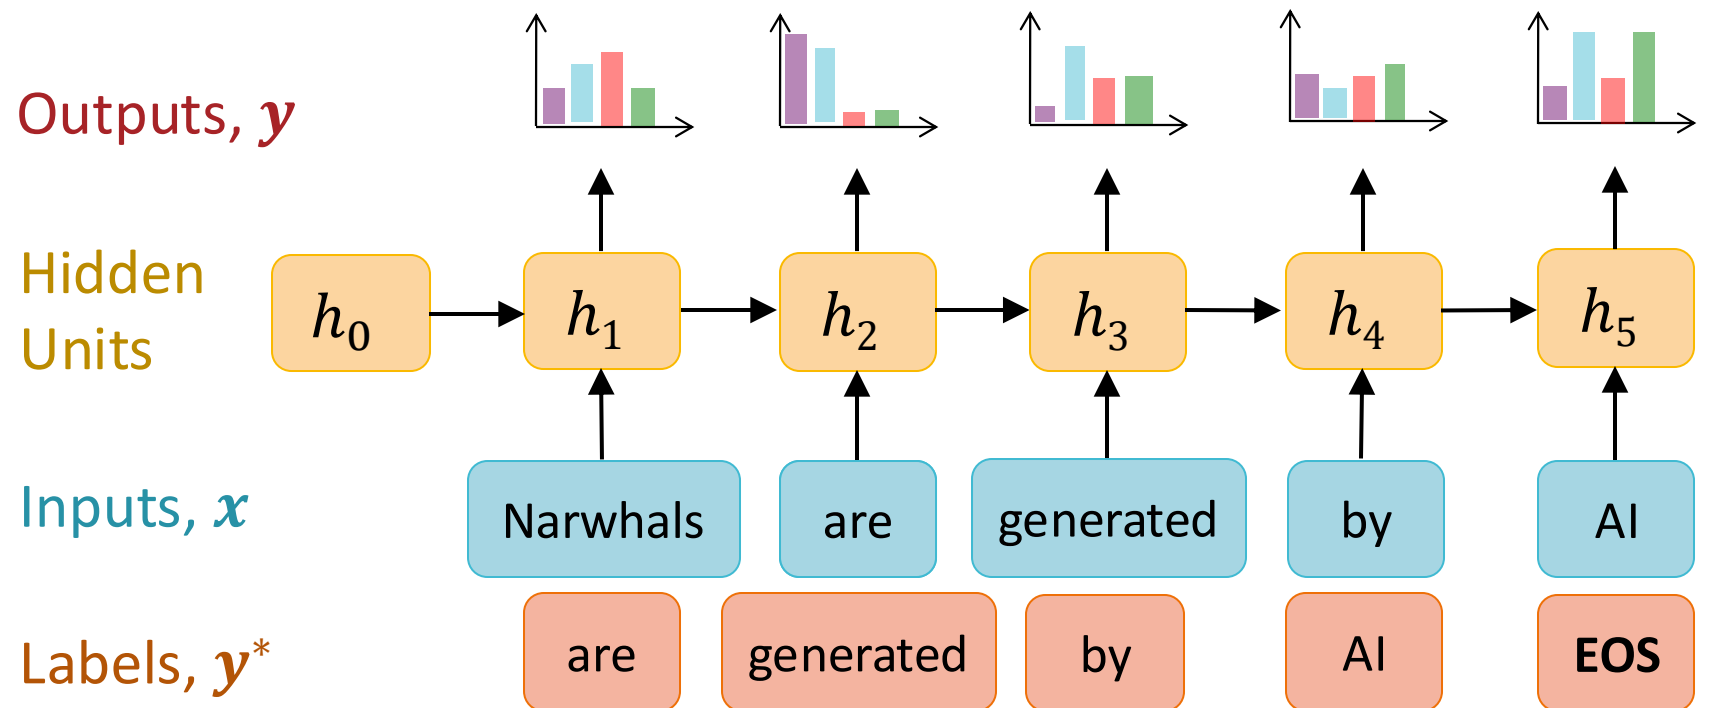 Outputs, y
Hidden
Units
h₀ h₁ h₂ h₃ h₄ h₅
Inputs, x
Narwhals are generated by AI
Labels, y*
are generated by AI EOS